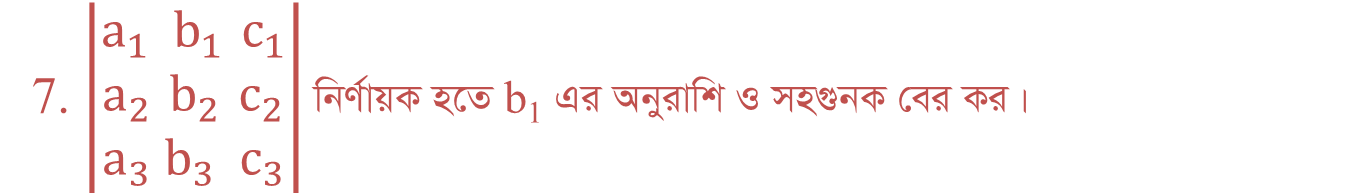 a₁ b₁ c₁
7. a₂ b₂ c₂ নির্ণায়ক হতে b₁ এর অনুরাশি ও সহগুনক বের কর।
a₃ b₃ c₃